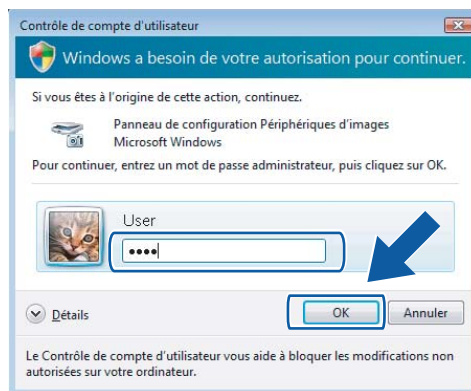 Contrôle de compte d'utilisateur
Windows a besoin de votre autorisation pour continuer.
Si vous êtes à l'origine de cette action, continuez.
Panneau de configuration Périphériques d'images
Microsoft Windows
Pour continuer, entrez un mot de passe administrateur, puis cliquez sur OK.
User
••••
Détails
OK
Annuler
Le Contrôle de compte d'utilisateur vous aide à bloquer les modifications non
autorisées sur votre ordinateur.